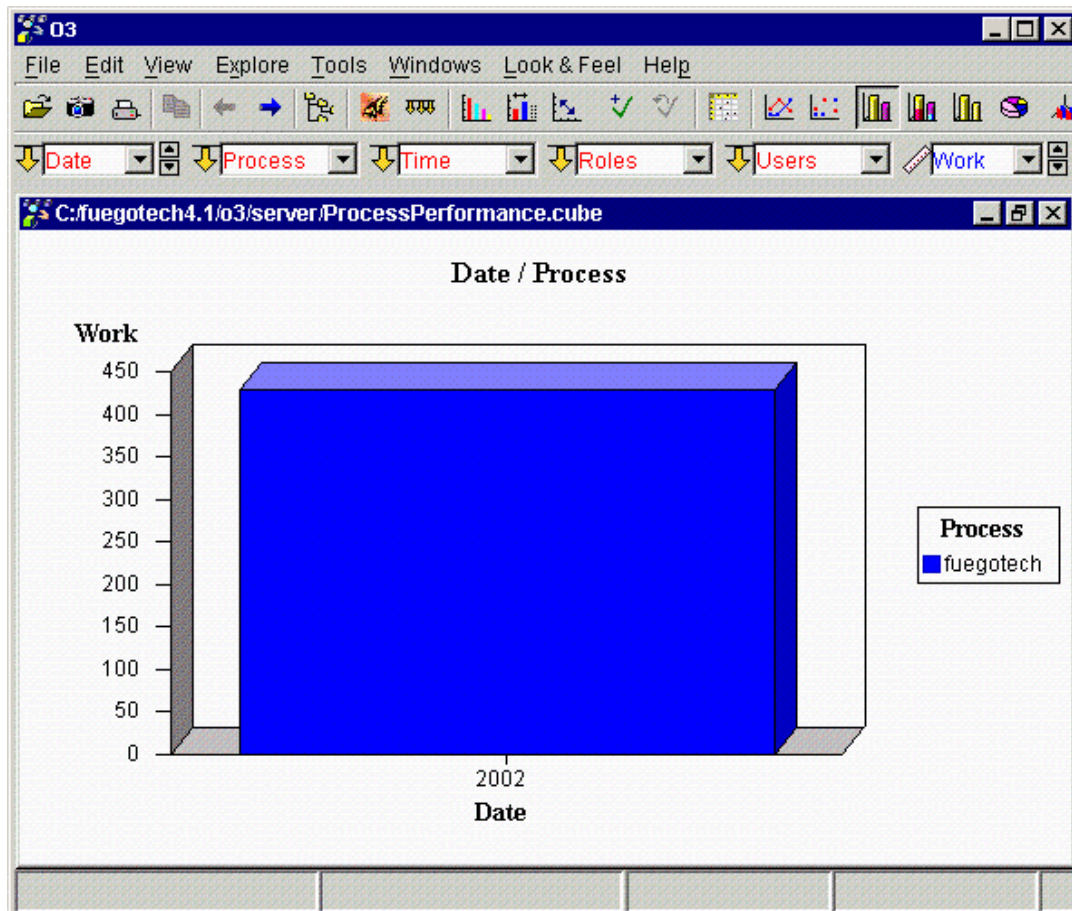 O3
File Edit View Explore Tools Windows Look & Feel Help
Date Process Time Roles Users Work
C:/fuegotech4.1/o3/server/ProcessPerformance.cube
Date / Process
Work
450
400
350
300
250
200
150
100
50
0
2002
Date
Process
fuegotech